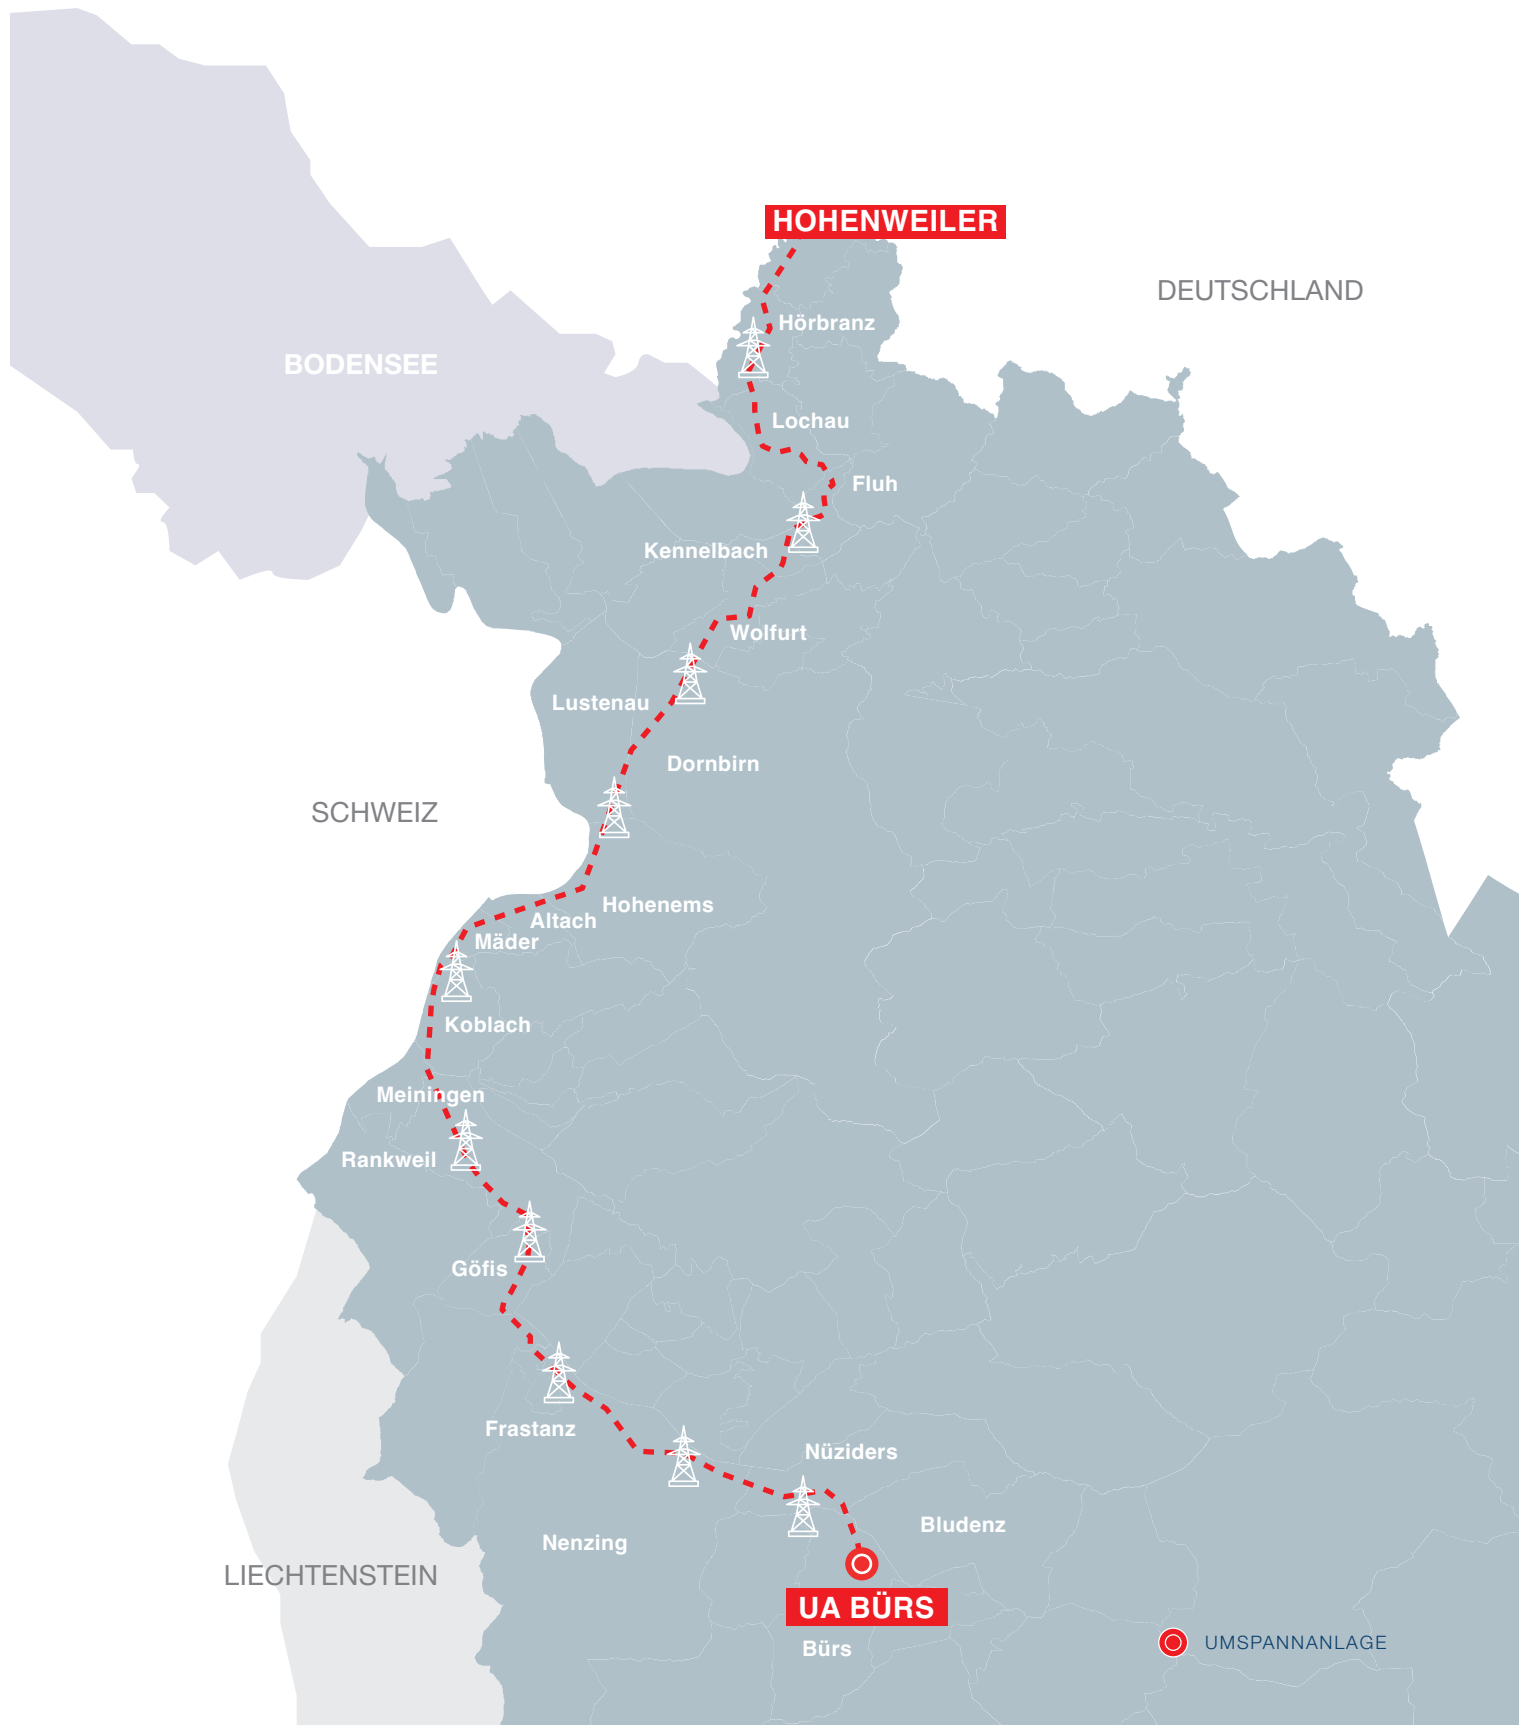 HOHENWEILER
DEUTSCHLAND
Hörbranz
BODENSEE
Lochau
Fluh
Kennelbach
Wolfurt
Lustenau
Dornbirn
SCHWEIZ
Hohenems
Altach
Mäder
Koblach
Meiningen
Rankweil
Göfis
Frastanz
Nüziders
Bludenz
Nenzing
LIECHTENSTEIN
UA BÜRS
Bürs
UMSPANNANLAGE